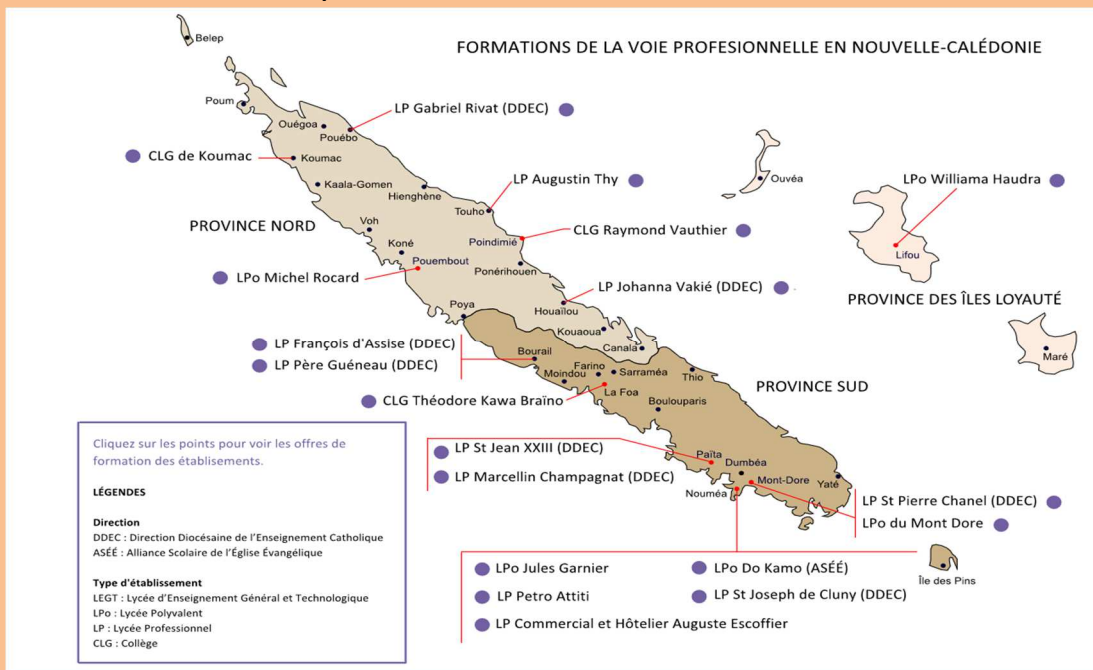 FORMATIONS DE LA VOIE PROFESIONNELLE EN NOUVELLE-CALÉDONIE
Belep
Poum
LP Gabriel Rivat (DDEC)
Ouégoa
Pouébo
CLG de Koumac
Koumac
Kaala-Gomen
Hienghène
LP Augustin Thy
Touho
Ouvéa
LPo Williama Haudra
Lifou
PROVINCE NORD
Voh
Koné
Pouembout
Poindimié
CLG Raymond Vauthier
Ponérihouen
LPo Michel Rocard
LP Johanna Vakié (DDEC)
PROVINCE DES ÎLES LOYAUTÉ
Poya
Houaïlou
Kouaoua
Canala
Maré
LP François d'Assise (DDEC)
LP Père Guéneau (DDEC)
Bourail
Moindou
Farino
Sarraméa
La Foa
Thio
PROVINCE SUD
CLG Théodore Kawa Braïno
Boulouparis
LP St Jean XXIII (DDEC)
LP Marcellin Champagnat (DDEC)
Païta
Dumbéa
Mont-Dore
Nouméa
Yaté
LP St Pierre Chanel (DDEC)
LPo du Mont Dore
LPo Jules Garnier
LPo Do Kamo (ASÉÉ)
LP Petro Attiti
LP St Joseph de Cluny (DDEC)
LP Commercial et Hôtelier Auguste Escoffier
Île des Pins
Cliquez sur les points pour voir les offres de
formation des établisements.
LÉGENDES
Direction
DDEC : Direction Diocésaine de l'Enseignement Catholique
ASÉÉ : Alliance Scolaire de l'Église Évangélique
Type d'établissement
LEGT : Lycée d'Enseignement Général et Technologique
LPo : Lycée Polyvalent
LP : Lycée Professionnel
CLG : Collège